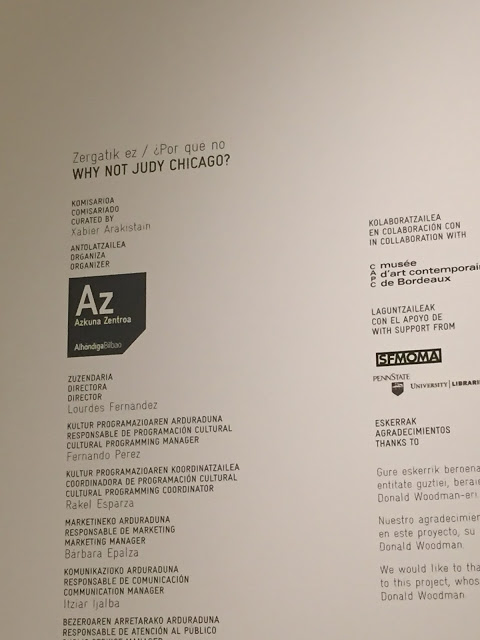 Zergatik ez / ¿Por que no
WHY NOT JUDY CHICAGO?
KOMISARIOA
COMISARIADO
CURATED BY
Xabier Arakistain
ANTOLATZAILEA
ORGANIZA
ORGANIZER
Az
Azkuna Zentroa
AlhóndigaBilbao
ZUZENDARIA
DIRECTORA
DIRECTOR
Lourdes Fernandez
KULTUR PROGRAMAZIOAREN ARDURADUNA
RESPONSABLE DE PROGRAMACIÓN CULTURAL
CULTURAL PROGRAMMING MANAGER
Fernando Perez
KULTUR PROGRAMAZIOAREN KOORDINATZAILEA
COORDINADORA DE PROGRAMACIÓN CULTURAL
CULTURAL PROGRAMMING COORDINATOR
Rakel Esparza
MARKETINEKO ARDURADUNA
RESPONSABLE DE MARKETING
MARKETING MANAGER
Bárbara Epalza
KOMUNIKAZIOKO ARDURADUNA
RESPONSABLE DE COMUNICACIÓN
COMMUNICATION MANAGER
Itziar Ijalba
BEZEROAREN ARRETARAKO ARDURADUNA
RESPONSABLE DE ATENCIÓN AL PÚBLICO
KOLABORATZAILEA
EN COLABORACIÓN CON
IN COLLABORATION WITH
C musée
A d'art contemporai
P de Bordeaux
C
LAGUNTZAILEAK
CON EL APOYO DE
WITH SUPPORT FROM
SFMOMA
PENNSTATE
UNIVERSITY LIBRARIES
ESKERRAK
AGRADECIMIENTOS
THANKS TO
Gure eskerrik beroena
entitate guztiei, berai
Donald Woodman-eri
Nuestro agradecimien
en este proyecto, su
Donald Woodman.
We would like to tha
to this project, whos
Donald Woodman.